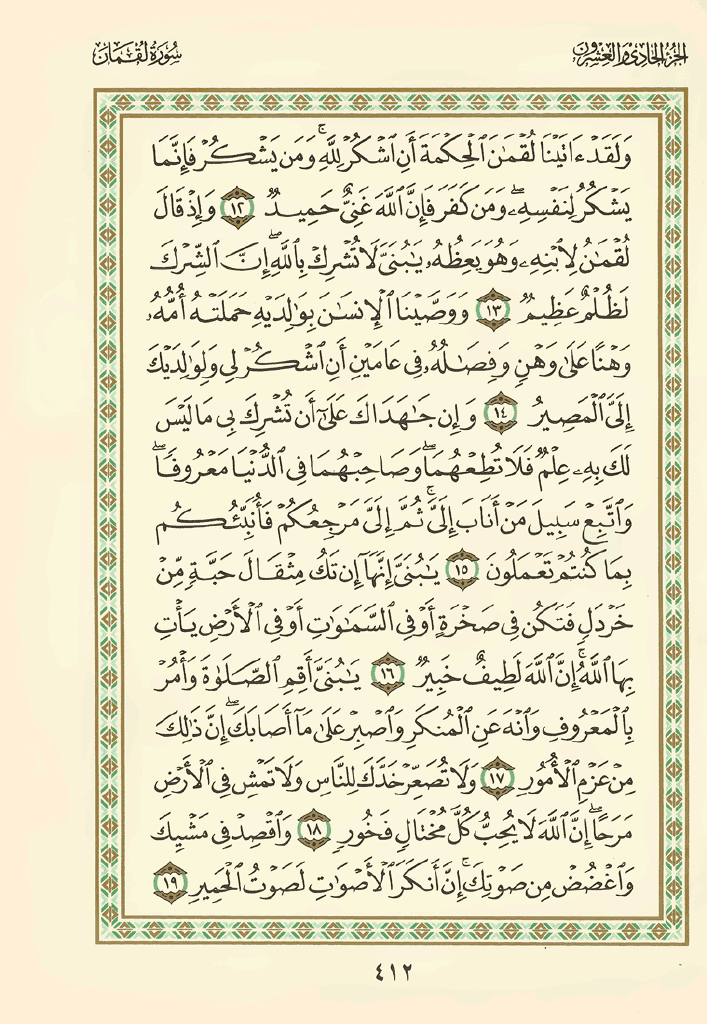 الجزء الحادي والعشرون
سورة لقمان
وَلَقَدْ ءَاتَيْنَا لُقْمَٰنَ ٱلْحِكْمَةَ أَنِ ٱشْكُرْ لِلَّهِ ۚ وَمَن يَشْكُرْ فَإِنَّمَا
يَشْكُرُ لِنَفْسِهِۦ ۖ وَمَن كَفَرَ فَإِنَّ ٱللَّهَ غَنِىٌّ حَمِيدٌ ١٢ وَإِذْ قَالَ
لُقْمَٰنُ لِٱبْنِهِۦ وَهُوَ يَعِظُهُۥ يَٰبُنَىَّ لَا تُشْرِكْ بِٱللَّهِ ۖ إِنَّ ٱلشِّرْكَ
لَظُلْمٌ عَظِيمٌ ١٣ وَوَصَّيْنَا ٱلْإِنسَٰنَ بِوَٰلِدَيْهِ حَمَلَتْهُ أُمُّهُۥ
وَهْنًا عَلَىٰ وَهْنٍ وَفِصَٰلُهُۥ فِى عَامَيْنِ أَنِ ٱشْكُرْ لِى وَلِوَٰلِدَيْكَ
إِلَىَّ ٱلْمَصِيرُ ١٤ وَإِن جَٰهَدَاكَ عَلَىٰٓ أَن تُشْرِكَ بِى مَا لَيْسَ
لَكَ بِهِۦ عِلْمٌ فَلَا تُطِعْهُمَا ۖ وَصَاحِبْهُمَا فِى ٱلدُّنْيَا مَعْرُوفًا ۖ
وَٱتَّبِعْ سَبِيلَ مَنْ أَنَابَ إِلَىَّ ۚ ثُمَّ إِلَىَّ مَرْجِعُكُمْ فَأُنَبِّئُكُم
بِمَا كُنتُمْ تَعْمَلُونَ ١٥ يَٰبُنَىَّ إِنَّهَآ إِن تَكُ مِثْقَالَ حَبَّةٍ مِّنْ
خَرْدَلٍ فَتَكُن فِى صَخْرَةٍ أَوْ فِى ٱلسَّمَٰوَٰتِ أَوْ فِى ٱلْأَرْضِ يَأْتِ
بِهَا ٱللَّهُ ۚ إِنَّ ٱللَّهَ لَطِيفٌ خَبِيرٌ ١٦ يَٰبُنَىَّ أَقِمِ ٱلصَّلَوٰةَ وَأْمُرْ
بِٱلْمَعْرُوفِ وَٱنْهَ عَنِ ٱلْمُنكَرِ وَٱصْبِرْ عَلَىٰ مَآ أَصَابَكَ ۖ إِنَّ ذَٰلِكَ
مِنْ عَزْمِ ٱلْأُمُورِ ١٧ وَلَا تُصَعِّرْ خَدَّكَ لِلنَّاسِ وَلَا تَمْشِ فِى ٱلْأَرْضِ
مَرَحًا ۖ إِنَّ ٱللَّهَ لَا يُحِبُّ كُلَّ مُخْتَالٍ فَخُورٍ ١٨ وَٱقْصِدْ فِى مَشْيِكَ
وَٱغْضُضْ مِن صَوْتِكَ ۚ إِنَّ أَنكَرَ ٱلْأَصْوَٰتِ لَصَوْتُ ٱلْحَمِيرِ ١٩
٤١٢